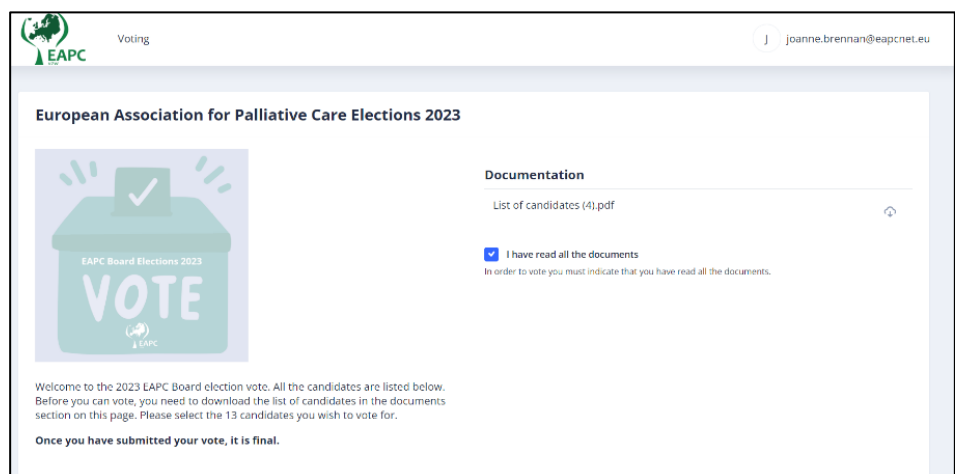 EAPC
Voting
J
joanne.brennan@eapcnet.eu
European Association for Palliative Care Elections 2023
EAPC Board Elections 2023
VOTE
EAPC
Welcome to the 2023 EAPC Board election vote. All the candidates are listed below.
Before you can vote, you need to download the list of candidates in the documents
section on this page. Please select the 13 candidates you wish to vote for.
Once you have submitted your vote, it is final.
Documentation
List of candidates (4).pdf
I have read all the documents
In order to vote you must indicate that you have read all the documents.